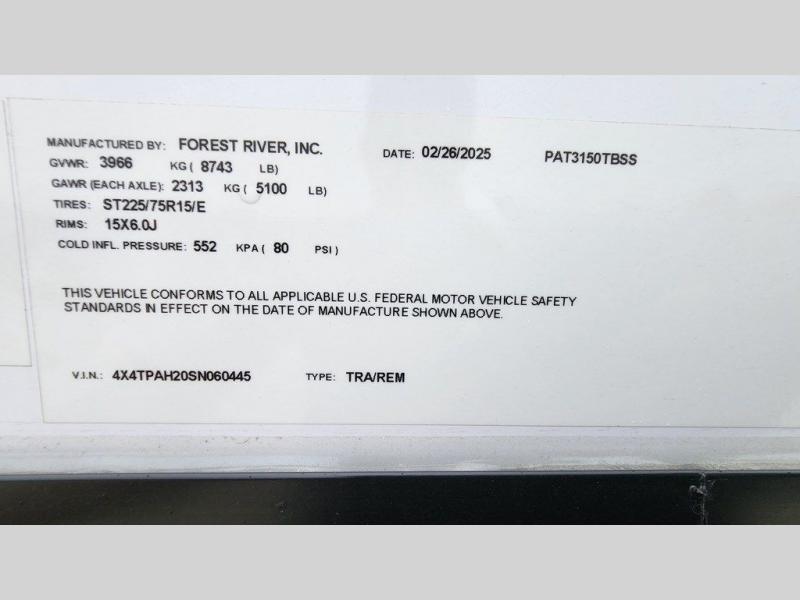 MANUFACTURED BY: FOREST RIVER, INC. DATE: 02/26/2025 PAT3150TBSS
GVWR: 3966 KG ( 8743 LB)
GAWR (EACH AXLE): 2313 KG ( 5100 LB)
TIRES: ST225/75R15/E
RIMS: 15X6.0J
COLD INFL. PRESSURE: 552 KPA ( 80 PSI )
THIS VEHICLE CONFORMS TO ALL APPLICABLE U.S. FEDERAL MOTOR VEHICLE SAFETY
STANDARDS IN EFFECT ON THE DATE OF MANUFACTURE SHOWN ABOVE.
V.I.N.: 4X4TPAH20SN060445 TYPE: TRA/REM